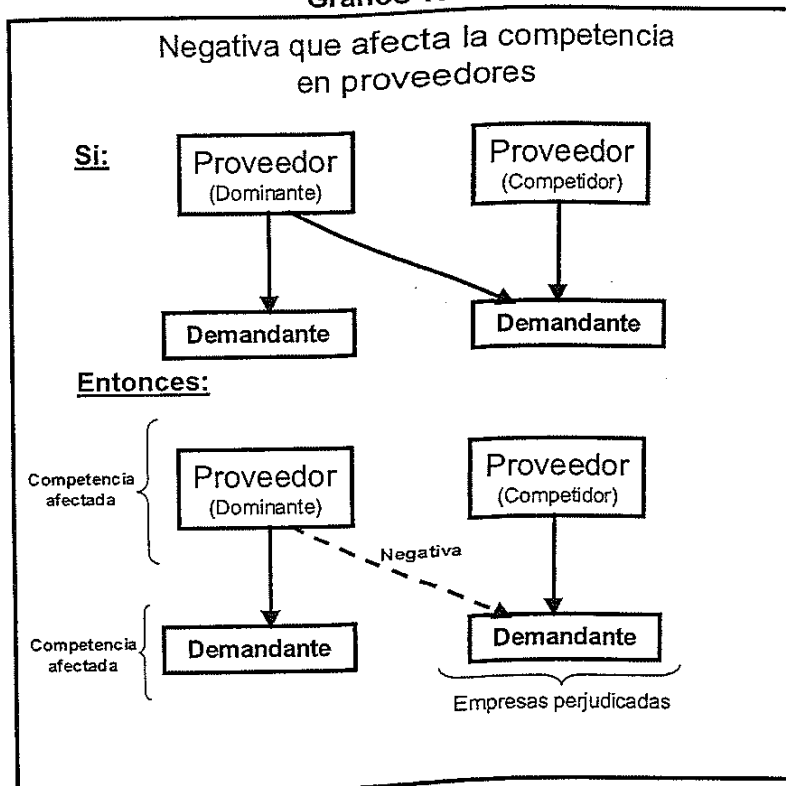 Negativa que afecta la competencia
en proveedores
Si:
Proveedor
(Dominante)
Proveedor
(Competidor)
Demandante
Demandante
Entonces:
Competencia
afectada
Proveedor
(Dominante)
Proveedor
(Competidor)
Negativa
Competencia
afectada
Demandante
Demandante
Empresas perjudicadas